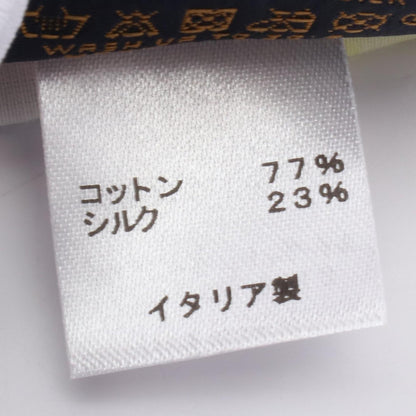 コットン 77%
シルク 23%
イタリア製